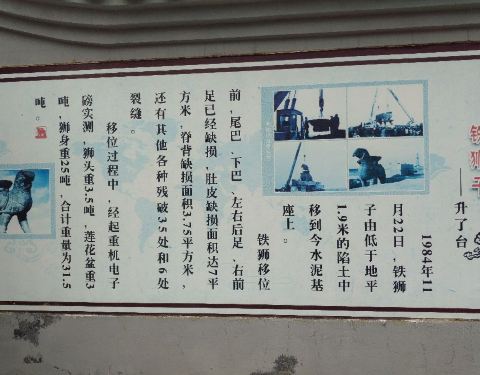 铁狮子
——升了台
1984年11
月22日，铁狮
子由低于地平
1.9米的陷土中
移到今水泥基
座上。
铁狮移位
前，尾巴、下巴、左右后足、右前
足已经缺损，肚皮缺损面积达7平
方米，脊背缺损面积3.75平方米，
还有其他各种残破35处和6处
裂缝。
移位过程中，经起重机电子
磅实测，狮头重3.5吨，莲花盆重3
吨，狮身重25吨，合计重量为31.5
吨。